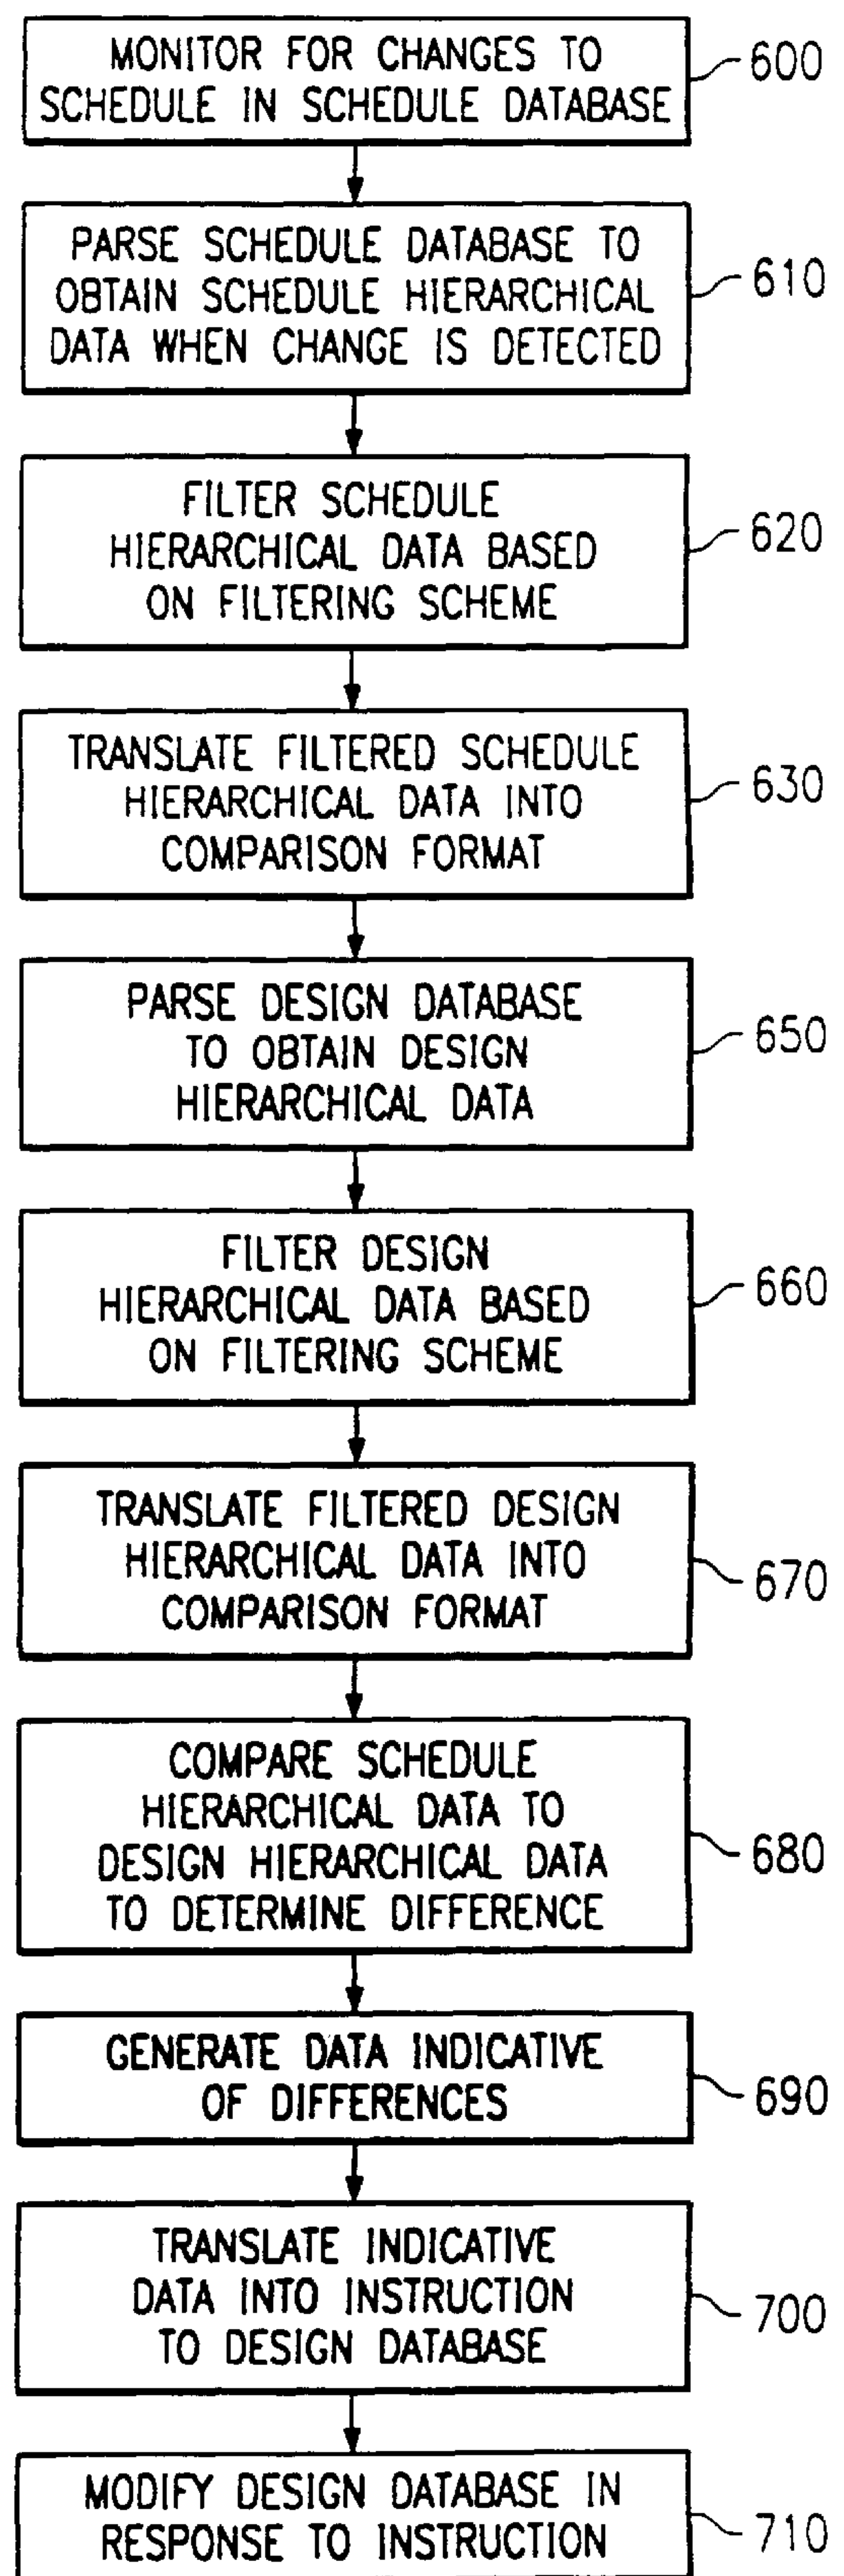 MONITOR FOR CHANGES TO
SCHEDULE IN SCHEDULE DATABASE
600
PARSE SCHEDULE DATABASE TO
OBTAIN SCHEDULE HIERARCHICAL
DATA WHEN CHANGE IS DETECTED
610
FILTER SCHEDULE
HIERARCHICAL DATA BASED
ON FILTERING SCHEME
620
TRANSLATE FILTERED SCHEDULE
HIERARCHICAL DATA INTO
COMPARISON FORMAT
630
PARSE DESIGN DATABASE
TO OBTAIN DESIGN
HIERARCHICAL DATA
650
FILTER DESIGN
HIERARCHICAL DATA BASED
ON FILTERING SCHEME
660
TRANSLATE FILTERED DESIGN
HIERARCHICAL DATA INTO
COMPARISON FORMAT
670
COMPARE SCHEDULE
HIERARCHICAL DATA TO
DESIGN HIERARCHICAL DATA
TO DETERMINE DIFFERENCE
680
GENERATE DATA INDICATIVE
OF DIFFERENCES
690
TRANSLATE INDICATIVE
DATA INTO INSTRUCTION
TO DESIGN DATABASE
700
MODIFY DESIGN DATABASE IN
RESPONSE TO INSTRUCTION
710